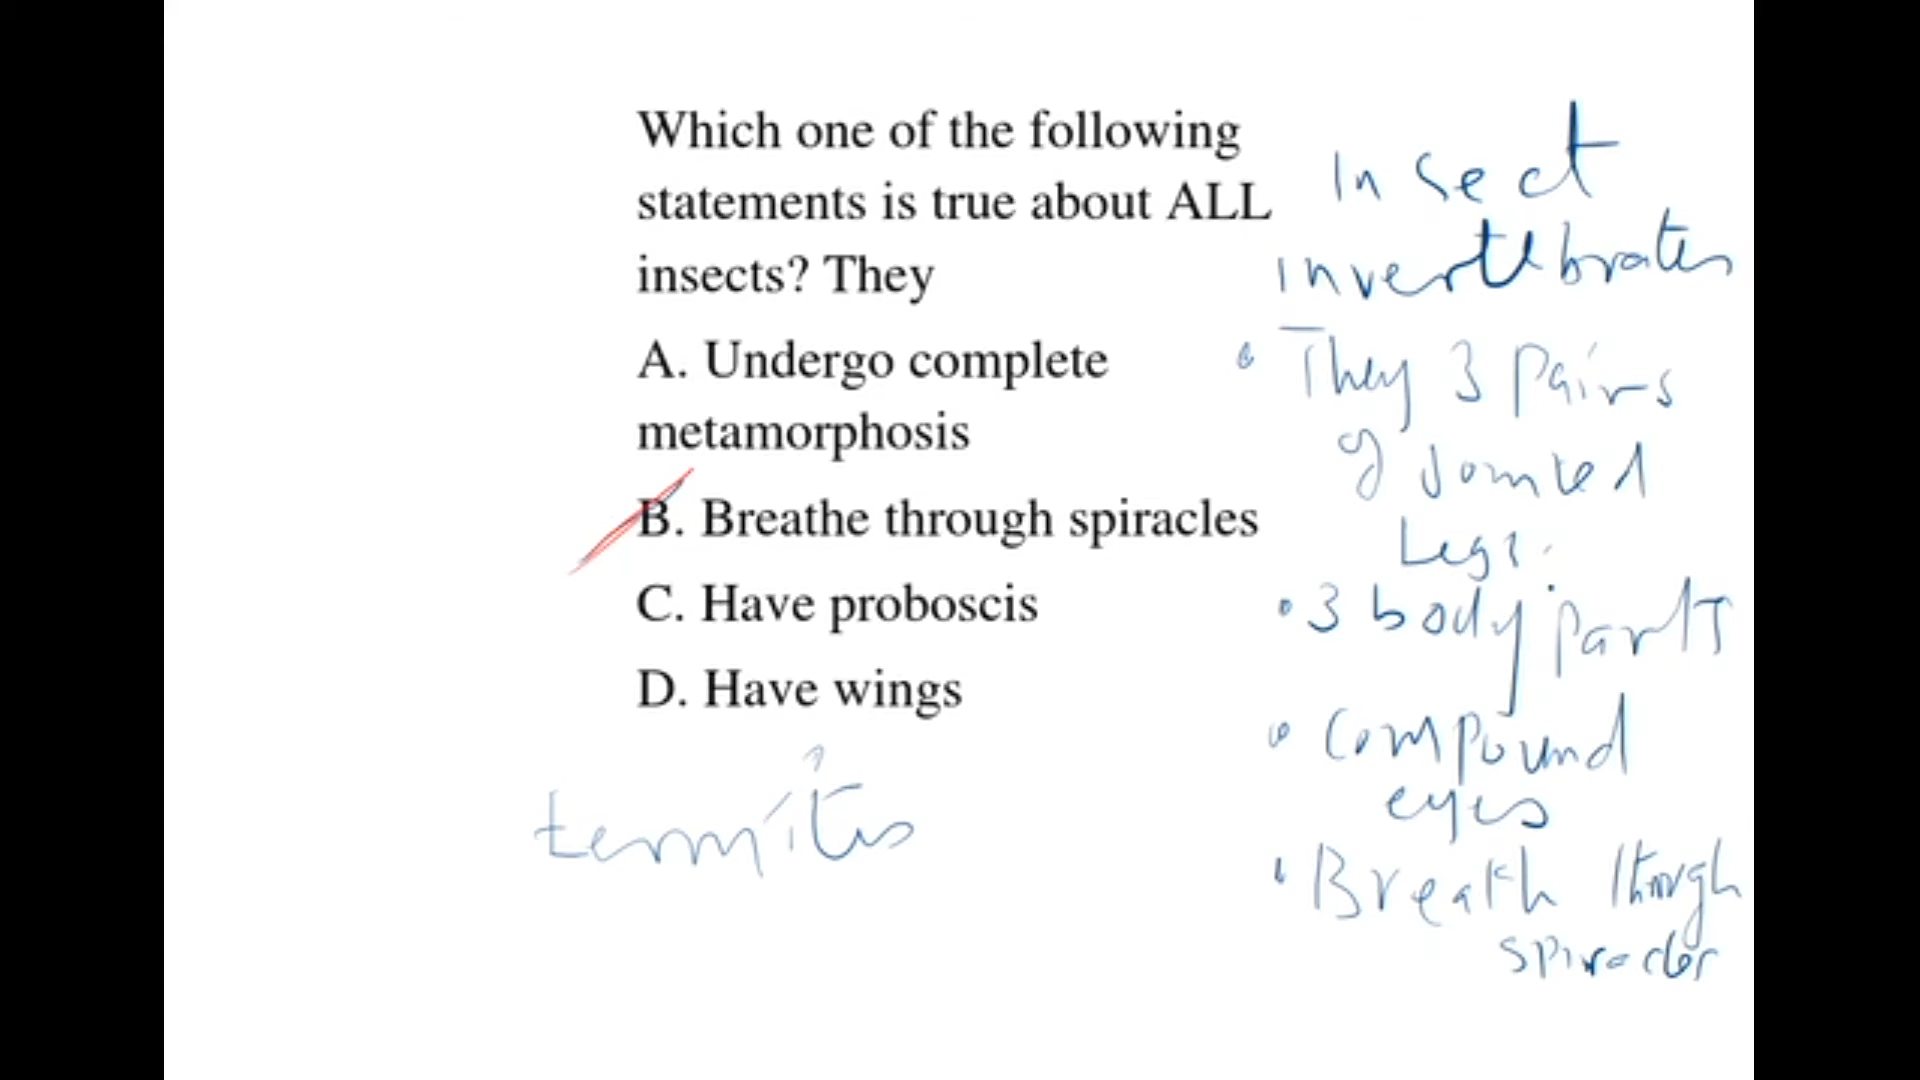 Which one of the following
statements is true about ALL
insects? They
A. Undergo complete
metamorphosis
B. Breathe through spiracles
C. Have proboscis
D. Have wings
termites
Insect
invertebrates
• They 3 pairs
of Jointed
Legs.
• 3 body parts
• Compound
eyes
• Breath through
spiracles